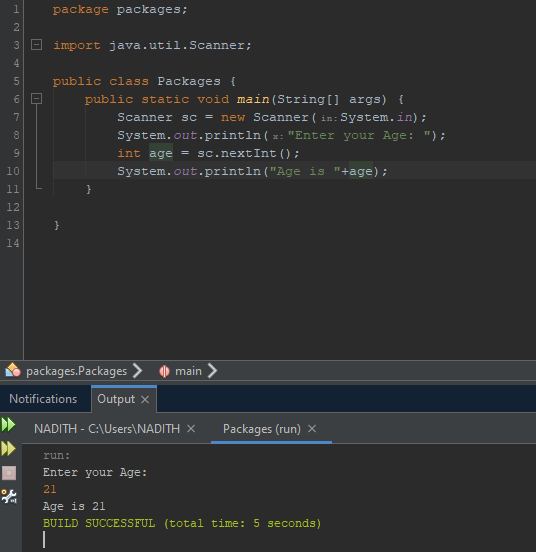 1 package packages;
2
3 import java.util.Scanner;
4
5 public class Packages {
6 public static void main(String[] args) {
7 Scanner sc = new Scanner(in:System.in);
8 System.out.println(x:"Enter your Age: ");
9 int age = sc.nextInt();
10 System.out.println("Age is "+age);
11 }
12
13 }
14
packages.Packages main
Notifications Output
NADITH - C:\Users\NADITH Packages (run)
run:
Enter your Age:
21
Age is 21
BUILD SUCCESSFUL (total time: 5 seconds)